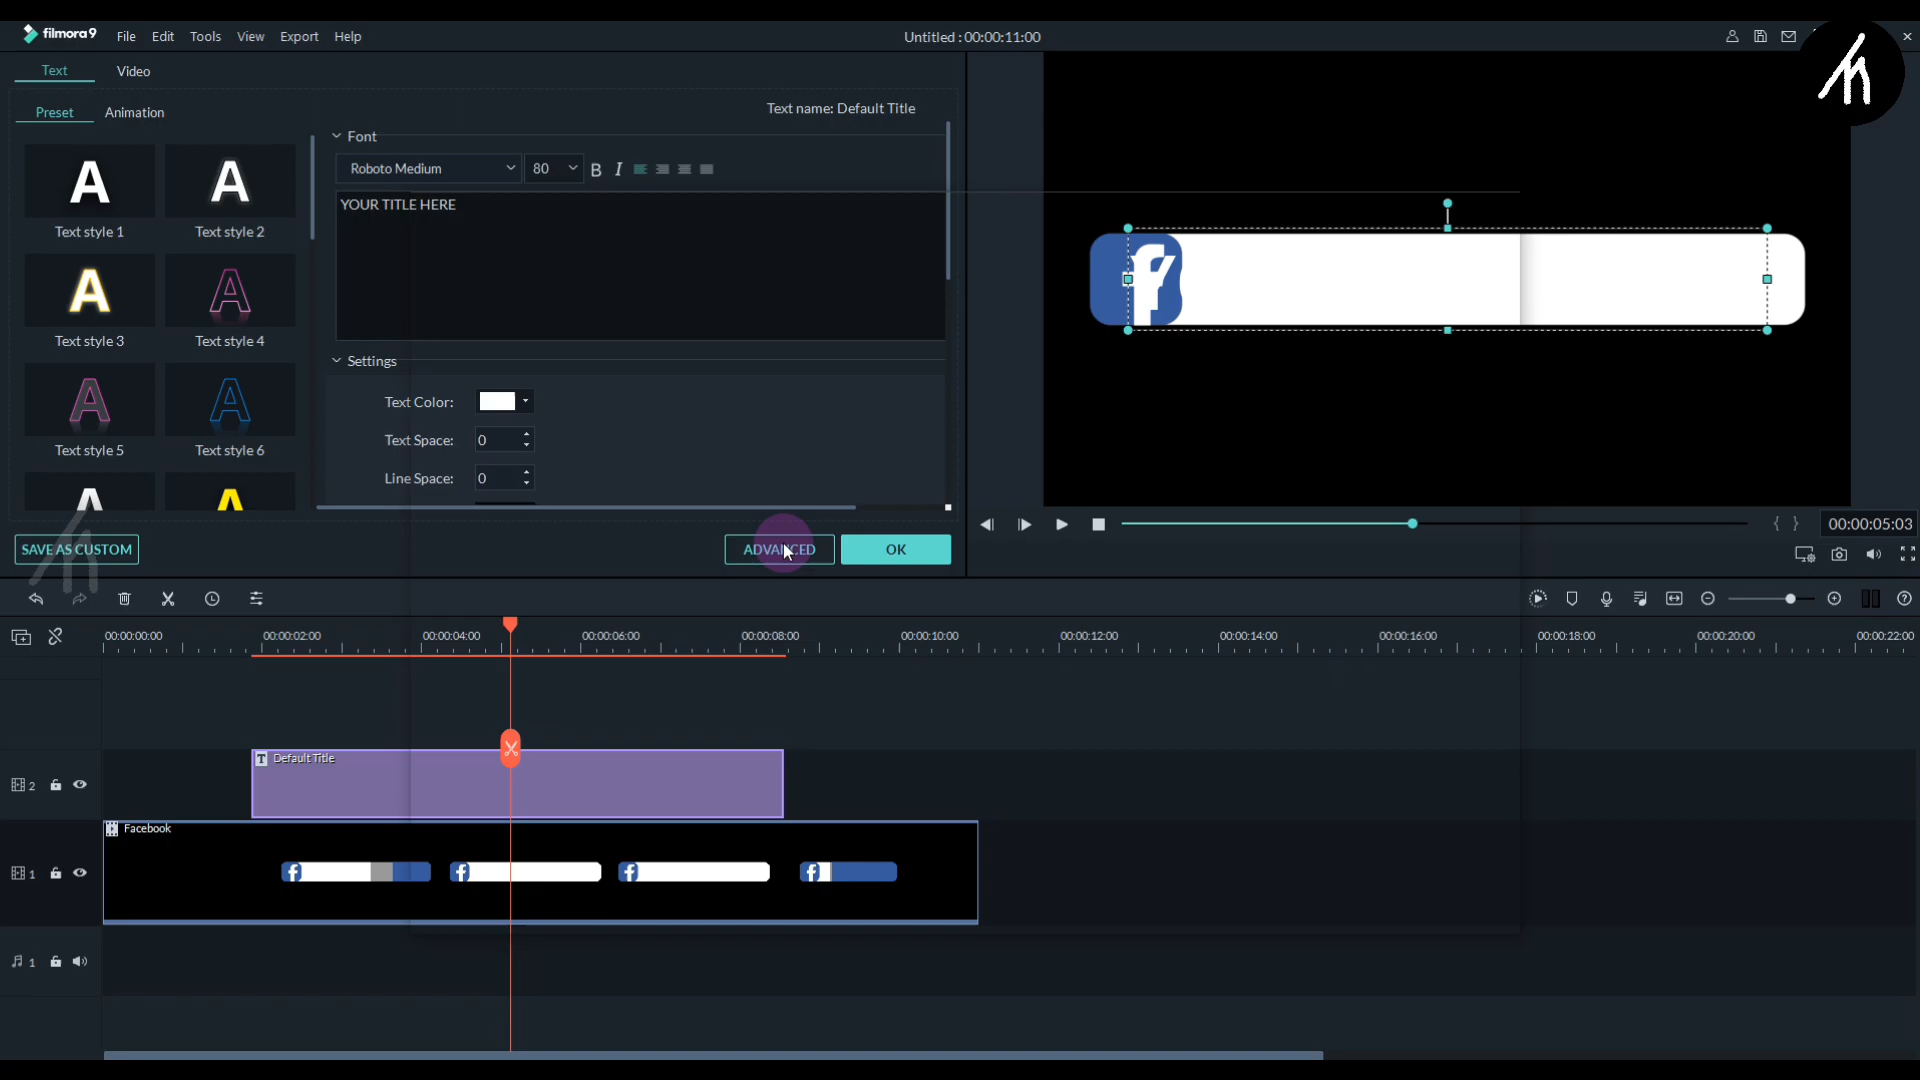 filmora9 File Edit Tools View Export Help Untitled : 00:00:11:00
Text Video
Preset Animation Text name: Default Title
Font
Roboto Medium 80 B I
YOUR TITLE HERE
A A
Text style 1 Text style 2
A A
Text style 3 Text style 4
Settings
Text Color:
Text Space: 0
Line Space: 0
A A
Text style 5 Text style 6
A A
f
SAVE AS CUSTOM ADVANCED OK
{ } 00:00:05:03
00:00:00:00 00:00:02:00 00:00:04:00 00:00:06:00 00:00:08:00 00:00:10:00 00:00:12:00 00:00:14:00 00:00:16:00 00:00:18:00 00:00:20:00 00:00:22:00
T Default Title
2
Facebook
1 f f f f
1